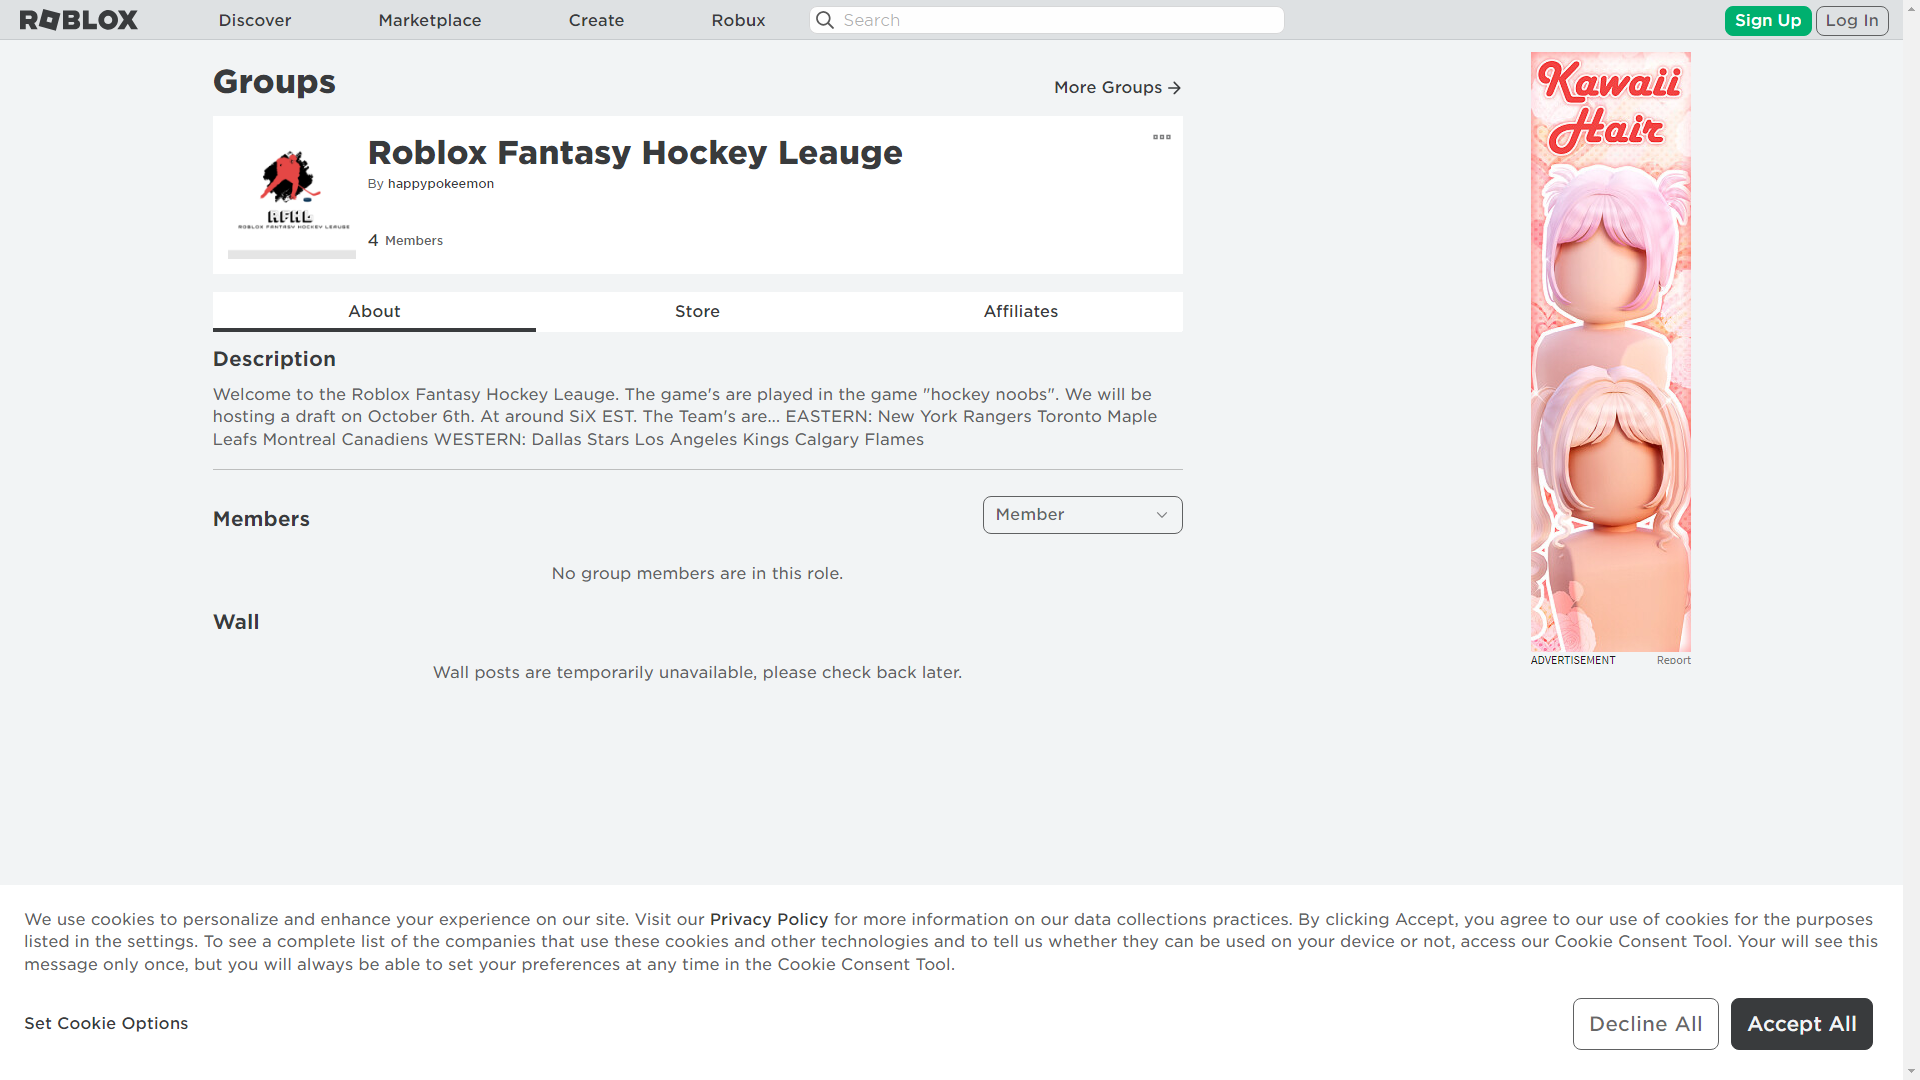 ROBLOX Discover Marketplace Create Robux Search Sign Up Log In
Groups
More Groups
Roblox Fantasy Hockey Leauge
By happypokeemon
4 Members
RFHL
ROBLOX FANTASY HOCKEY LEAUGE
About Store Affiliates
Description
Welcome to the Roblox Fantasy Hockey Leauge. The game's are played in the game "hockey noobs". We will be
hosting a draft on October 6th. At around SiX EST. The Team's are... EASTERN: New York Rangers Toronto Maple
Leafs Montreal Canadiens WESTERN: Dallas Stars Los Angeles Kings Calgary Flames
Members
Member
No group members are in this role.
Wall
Wall posts are temporarily unavailable, please check back later.
Kawaii
Hair
ADVERTISEMENT Report
We use cookies to personalize and enhance your experience on our site. Visit our Privacy Policy for more information on our data collections practices. By clicking Accept, you agree to our use of cookies for the purposes
listed in the settings. To see a complete list of the companies that use these cookies and other technologies and to tell us whether they can be used on your device or not, access our Cookie Consent Tool. Your will see this
message only once, but you will always be able to set your preferences at any time in the Cookie Consent Tool.
Set Cookie Options
Decline All
Accept All